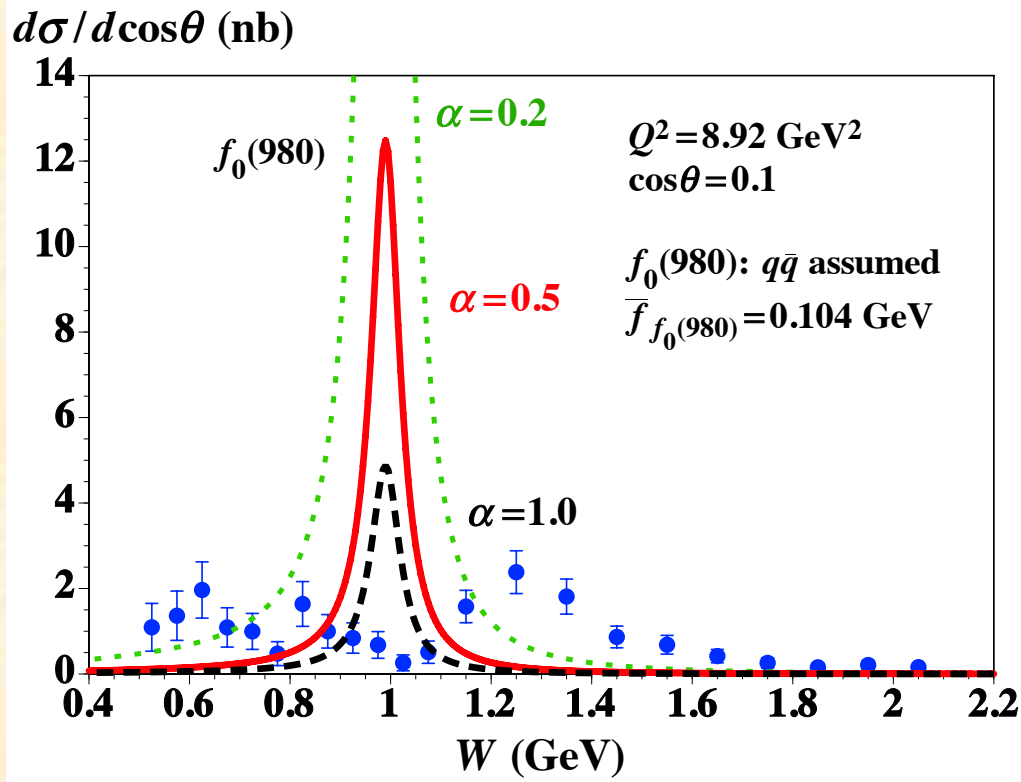 dσ/dcosθ (nb)
14
12
10
8
6
4
2
0
f₀(980)
α=0.2
α=0.5
α=1.0
Q²=8.92 GeV²
cosθ=0.1
f₀(980): qq̄ assumed
f̄_f₀(980)=0.104 GeV
0.4 0.6 0.8 1 1.2 1.4 1.6 1.8 2 2.2
W (GeV)